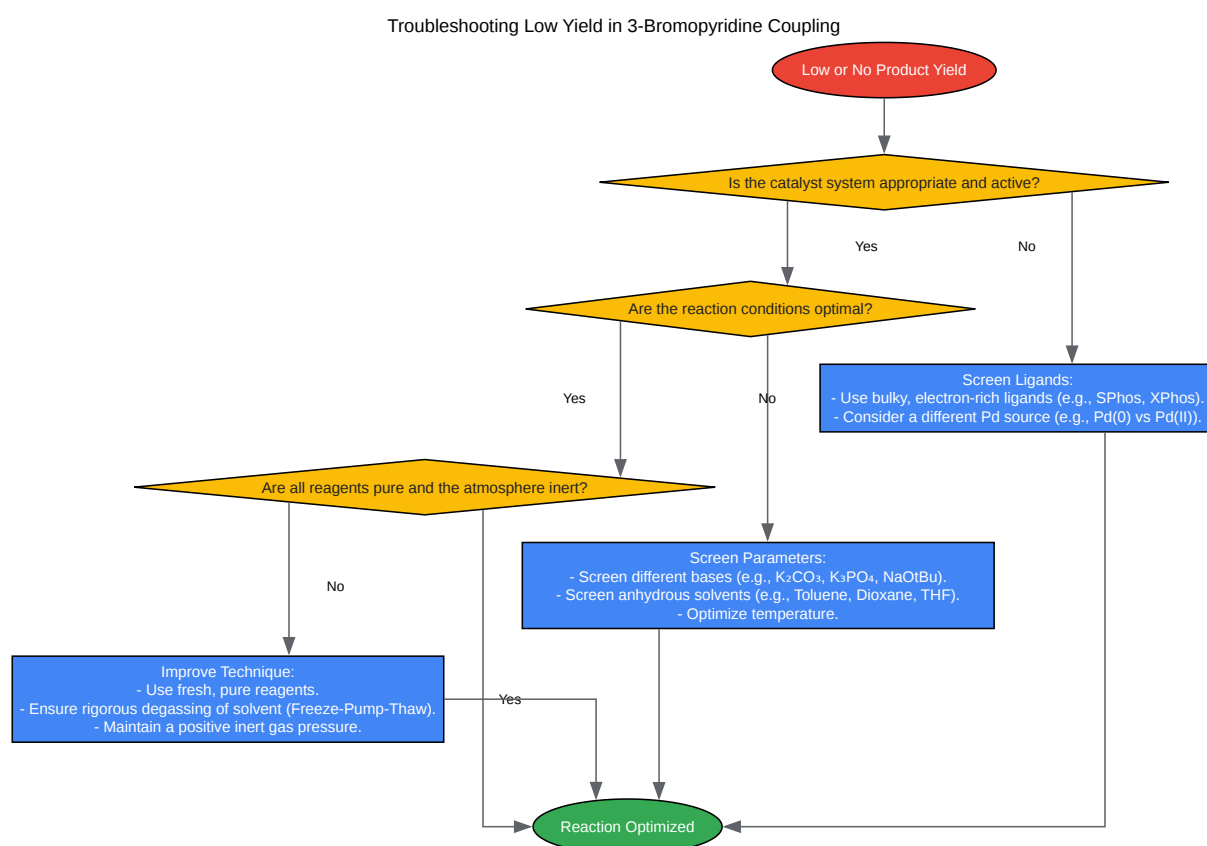 Troubleshooting Low Yield in 3-Bromopyridine Coupling
Low or No Product Yield
Is the catalyst system appropriate and active?
Yes
No
Are the reaction conditions optimal?
Screen Ligands:
- Use bulky, electron-rich ligands (e.g., SPhos, XPhos).
- Consider a different Pd source (e.g., Pd(0) vs Pd(II)).
Yes
No
Are all reagents pure and the atmosphere inert?
Screen Parameters:
- Screen different bases (e.g., K₂CO₃, K₃PO₄, NaOtBu).
- Screen anhydrous solvents (e.g., Toluene, Dioxane, THF).
- Optimize temperature.
No
Improve Technique:
- Use fresh, pure reagents.
- Ensure rigorous degassing of solvent (Freeze-Pump-Thaw).
- Maintain a positive inert gas pressure.
Yes
Reaction Optimized